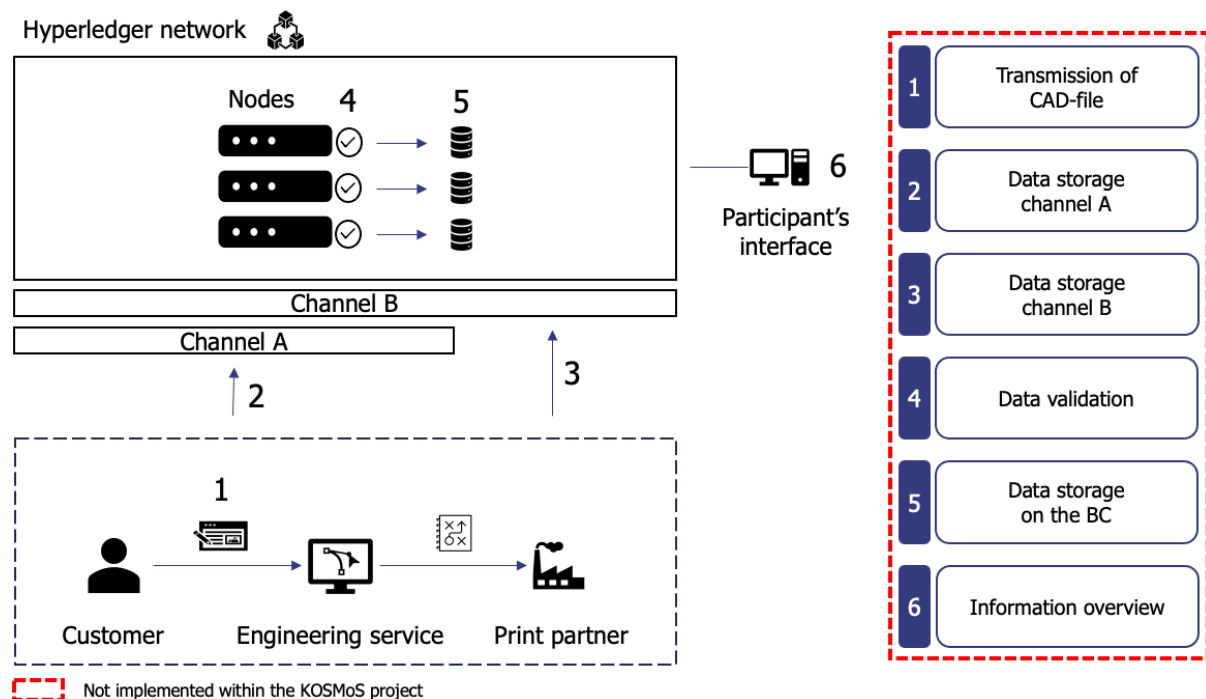 Hyperledger network
Nodes
4
5
6
Participant's
interface
Channel B
Channel A
2
3
1
Customer
Engineering service
Print partner
Not implemented within the KOSMoS project
1
Transmission of
CAD-file
2
Data storage
channel A
3
Data storage
channel B
4
Data validation
5
Data storage
on the BC
6
Information overview